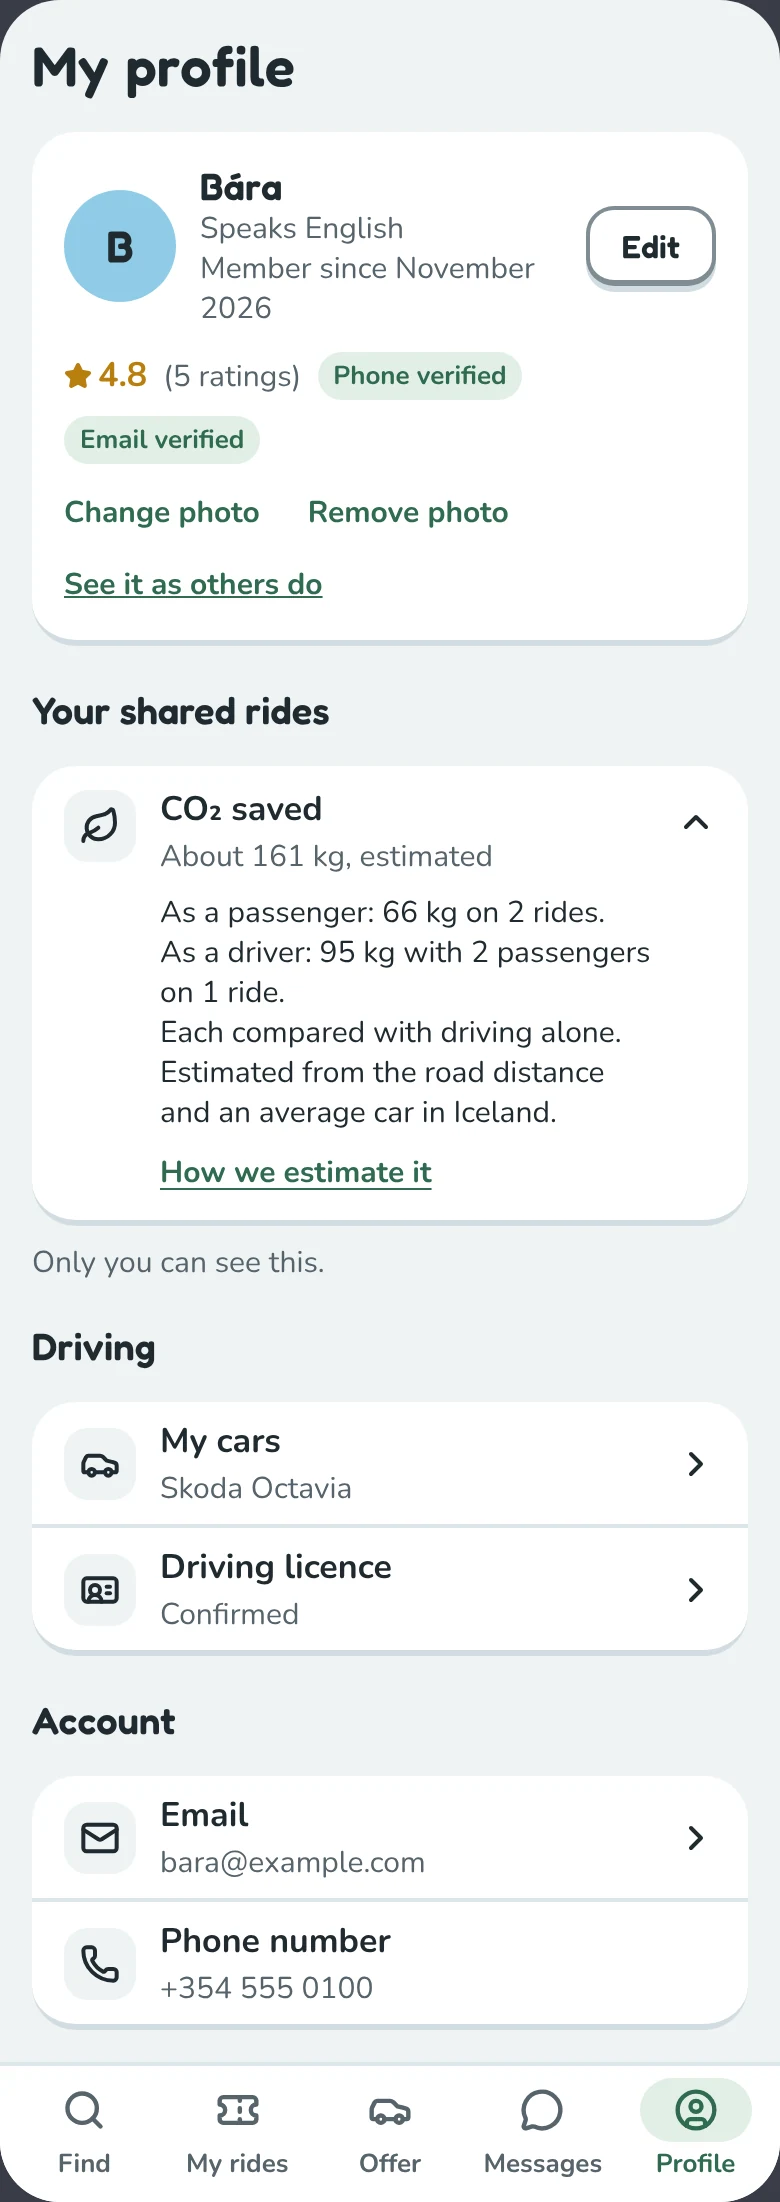 My profile
B
Bára
Speaks English
Member since November
2026
Edit
4.8 (5 ratings) Phone verified
Email verified
Change photo Remove photo
See it as others do
Your shared rides
CO₂ saved
About 161 kg, estimated
As a passenger: 66 kg on 2 rides.
As a driver: 95 kg with 2 passengers
on 1 ride.
Each compared with driving alone.
Estimated from the road distance
and an average car in Iceland.
How we estimate it
Only you can see this.
Driving
My cars
Skoda Octavia
Driving licence
Confirmed
Account
Email
bara@example.com
Phone number
+354 555 0100
Find My rides Offer Messages Profile